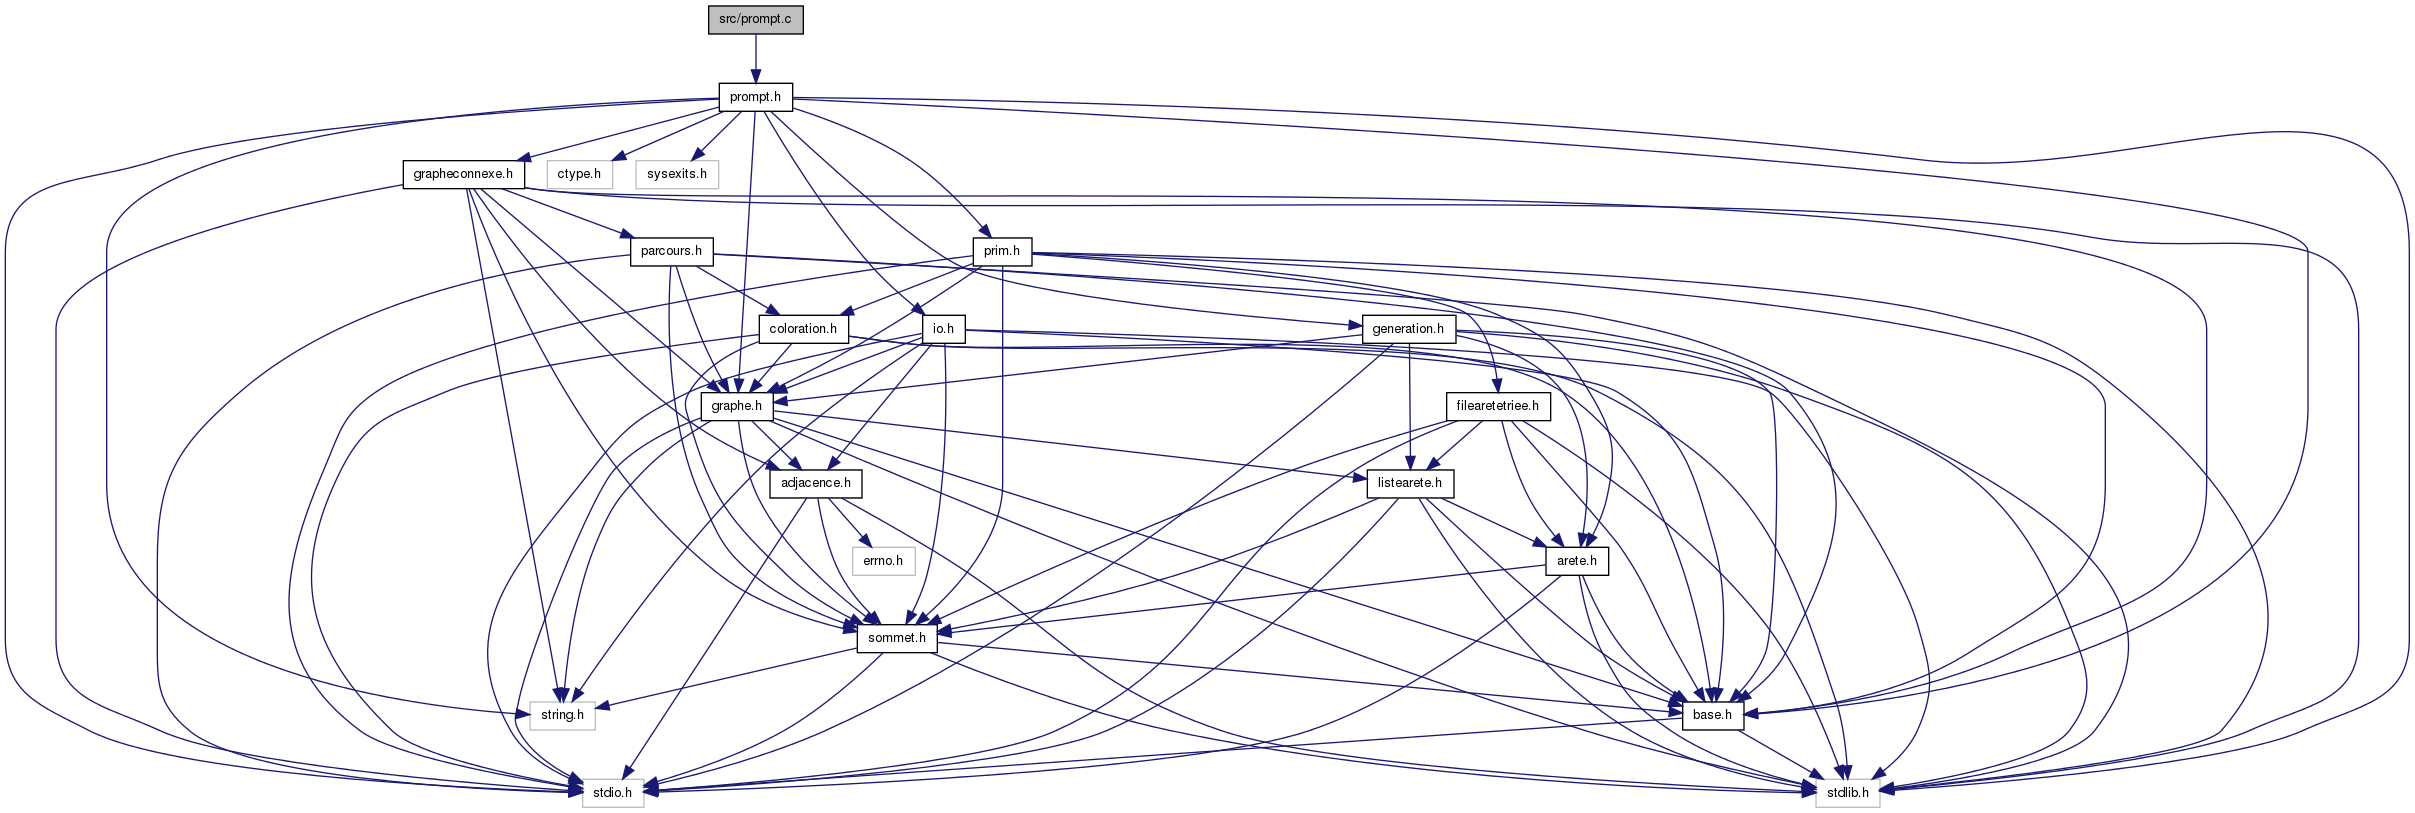 src/prompt.c
prompt.h
grapheconnexe.h
ctype.h
sysexits.h
parcours.h
prim.h
coloration.h
io.h
generation.h
graphe.h
filearetetriee.h
adjacence.h
listearete.h
errno.h
arete.h
sommet.h
string.h
base.h
stdio.h
stdlib.h